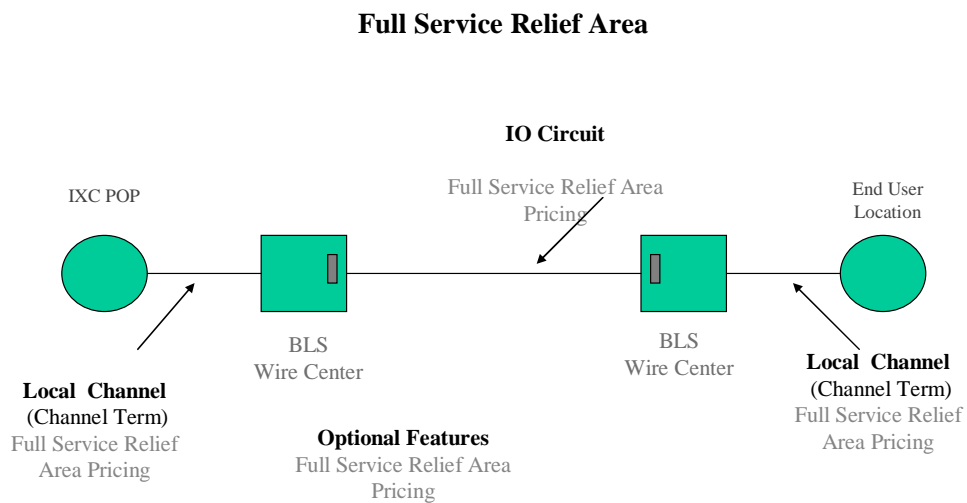 Full Service Relief Area
IO Circuit
Full Service Relief Area
Pricing
IXC POP
End User
Location
BLS
Wire Center
BLS
Wire Center
Local Channel
(Channel Term)
Full Service Relief
Area Pricing
Optional Features
Full Service Relief Area
Pricing
Local Channel
(Channel Term)
Full Service Relief
Area Pricing